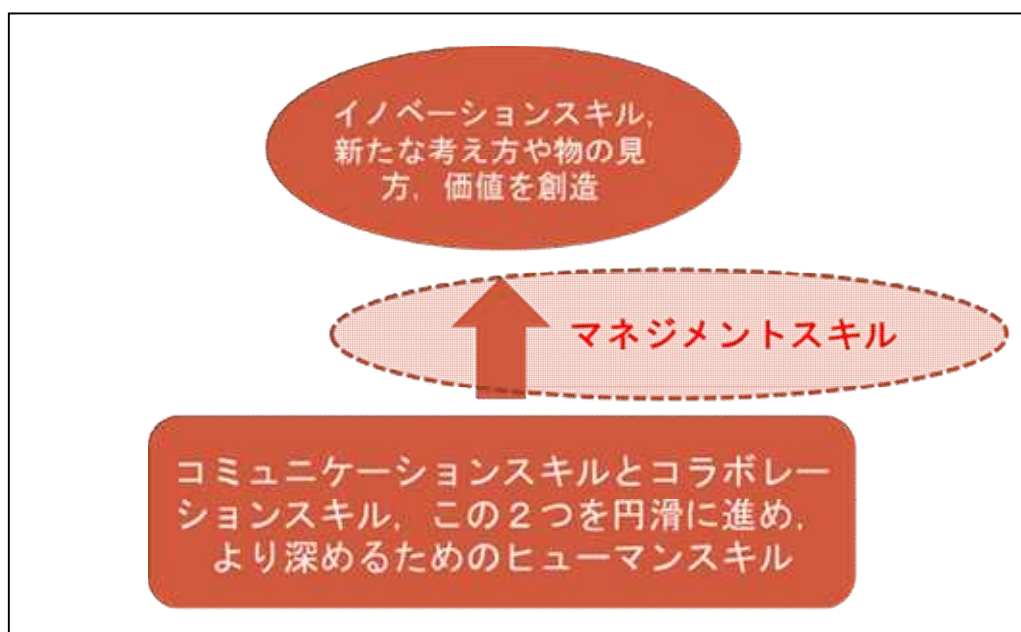 イノベーションスキル，
新たな考え方や物の見
方，価値を創造
マネジメントスキル
コミュニケーションスキルとコラボレー
ションスキル，この２つを円滑に進め，
より深めるためのヒューマンスキル